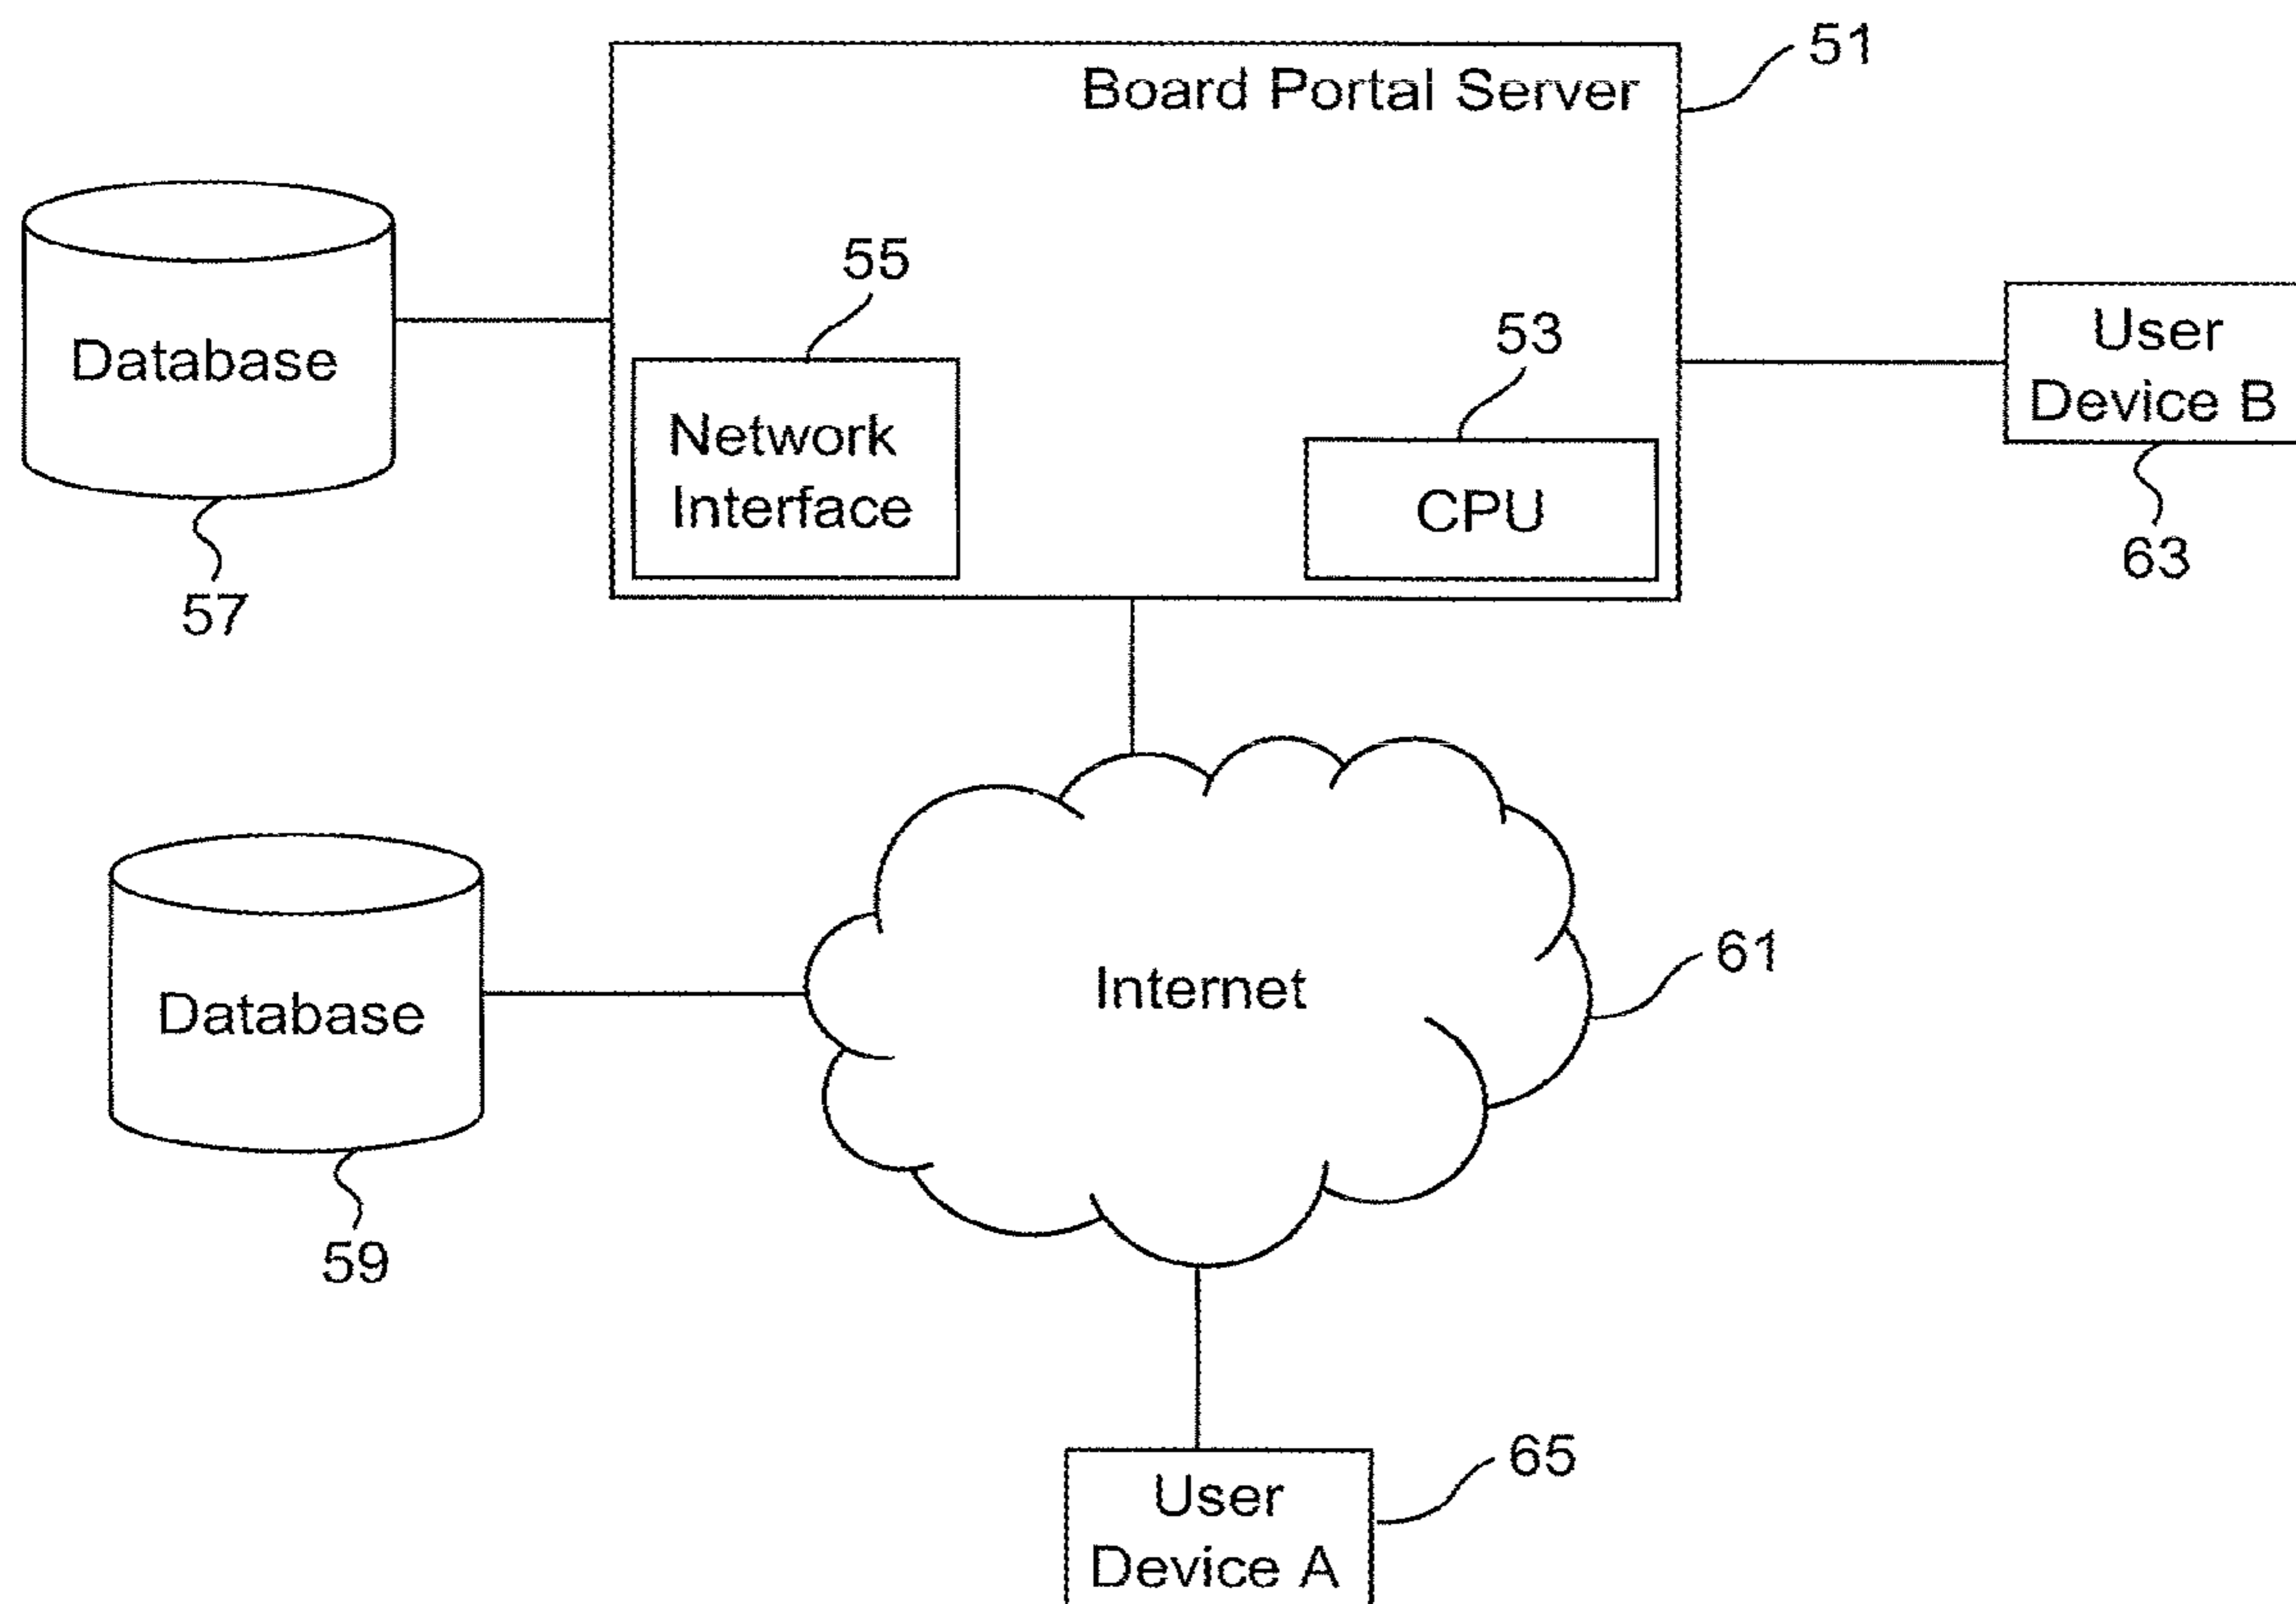 51
Board Portal Server
55
53
Database
Network
Interface
CPU
User
Device B
57
63
61
Internet
Database
59
65
User
Device A